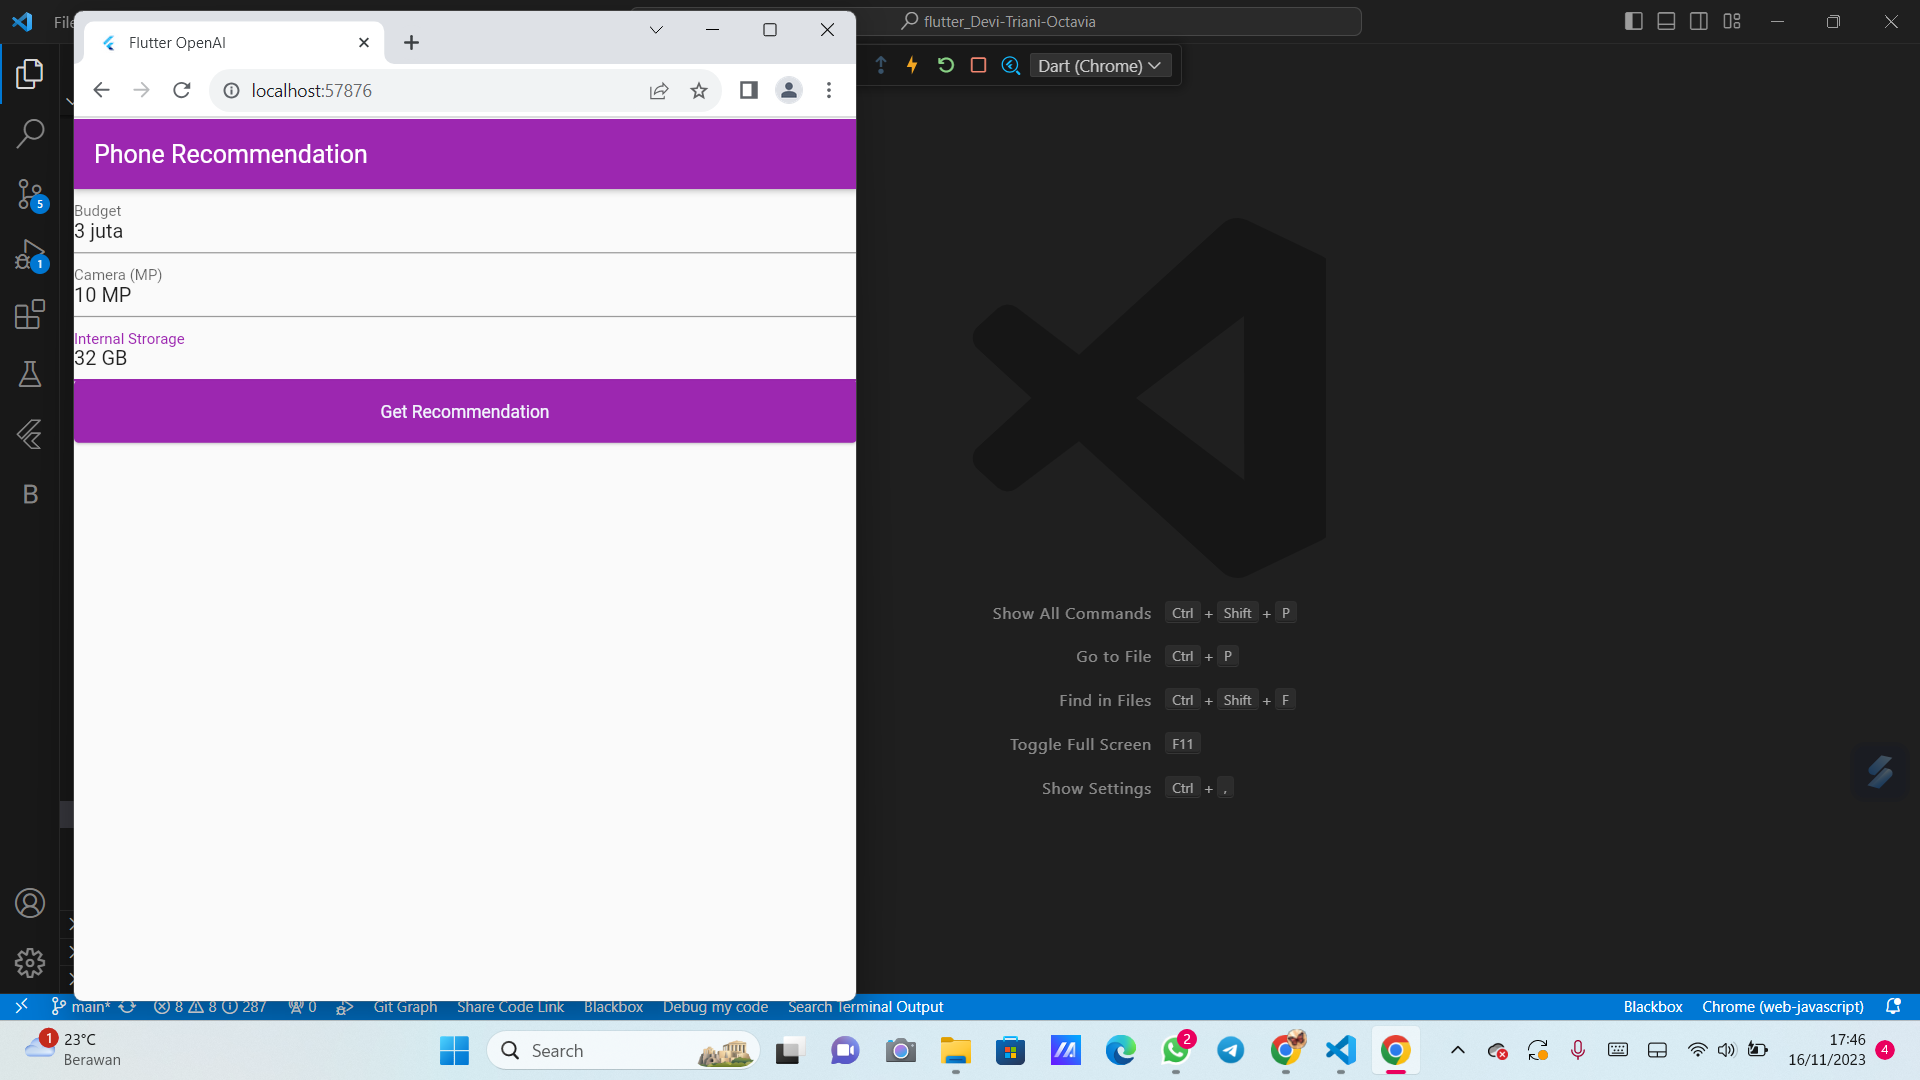 File
flutter_Devi-Triani-Octavia
Flutter OpenAI
Dart (Chrome)
localhost:57876
Phone Recommendation
Budget
3 juta
Camera (MP)
10 MP
Internal Strorage
32 GB
Get Recommendation
5
1
B
Show All Commands Ctrl + Shift + P
Go to File Ctrl + P
Find in Files Ctrl + Shift + F
Toggle Full Screen F11
Show Settings Ctrl + ,
main* 8 8 287 0 Git Graph Share Code Link Blackbox Debug my code Search Terminal Output Blackbox Chrome (web-javascript)
1 23°C
Berawan
Search
2
17:46
16/11/2023
4